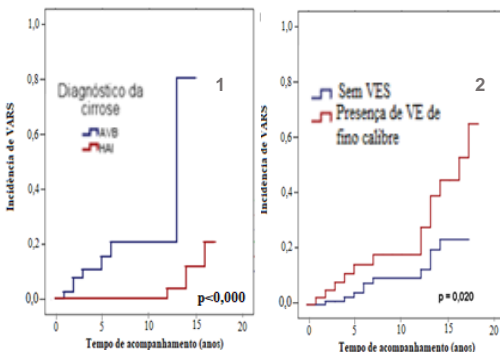 1,0
0,8
0,6
0,4
0,2
0,0
Incidência de VARS
Diagnóstico da
cirrose
AVB
HAI
1
p<0,000
0 5 10 15 20
Tempo de acompanhamento (anos)
1,0
0,8
0,6
0,4
0,2
0,0
Incidência de VARS
Sem VES
Presença de VE de
fino calibre
2
p = 0,020
0 5 10 15 20
Tempo de acompanhamento (anos)